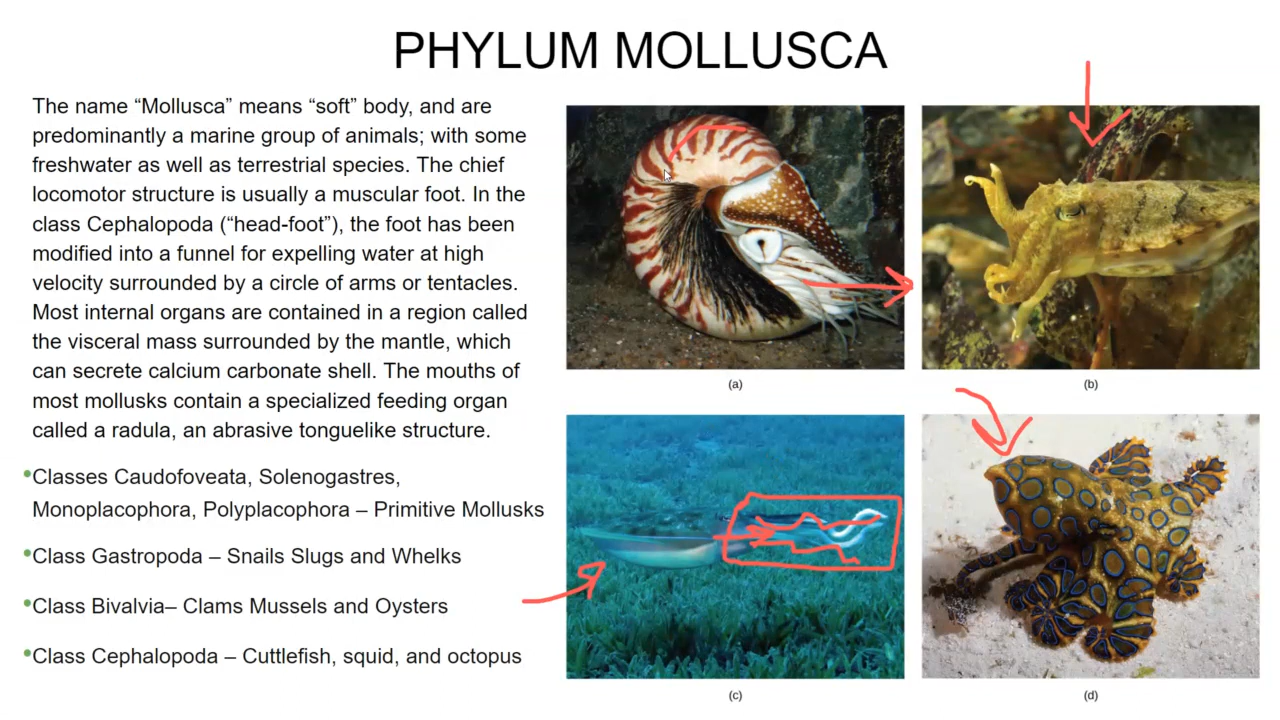 PHYLUM MOLLUSCA
The name “Mollusca” means “soft” body, and are
predominantly a marine group of animals; with some
freshwater as well as terrestrial species. The chief
locomotor structure is usually a muscular foot. In the
class Cephalopoda (“head-foot”), the foot has been
modified into a funnel for expelling water at high
velocity surrounded by a circle of arms or tentacles.
Most internal organs are contained in a region called
the visceral mass surrounded by the mantle, which
can secrete calcium carbonate shell. The mouths of
most mollusks contain a specialized feeding organ
called a radula, an abrasive tonguelike structure.
•Classes Caudofoveata, Solenogastres,
Monoplacophora, Polyplacophora – Primitive Mollusks
•Class Gastropoda – Snails Slugs and Whelks
•Class Bivalvia– Clams Mussels and Oysters
•Class Cephalopoda – Cuttlefish, squid, and octopus
(a)
(b)
(c)
(d)